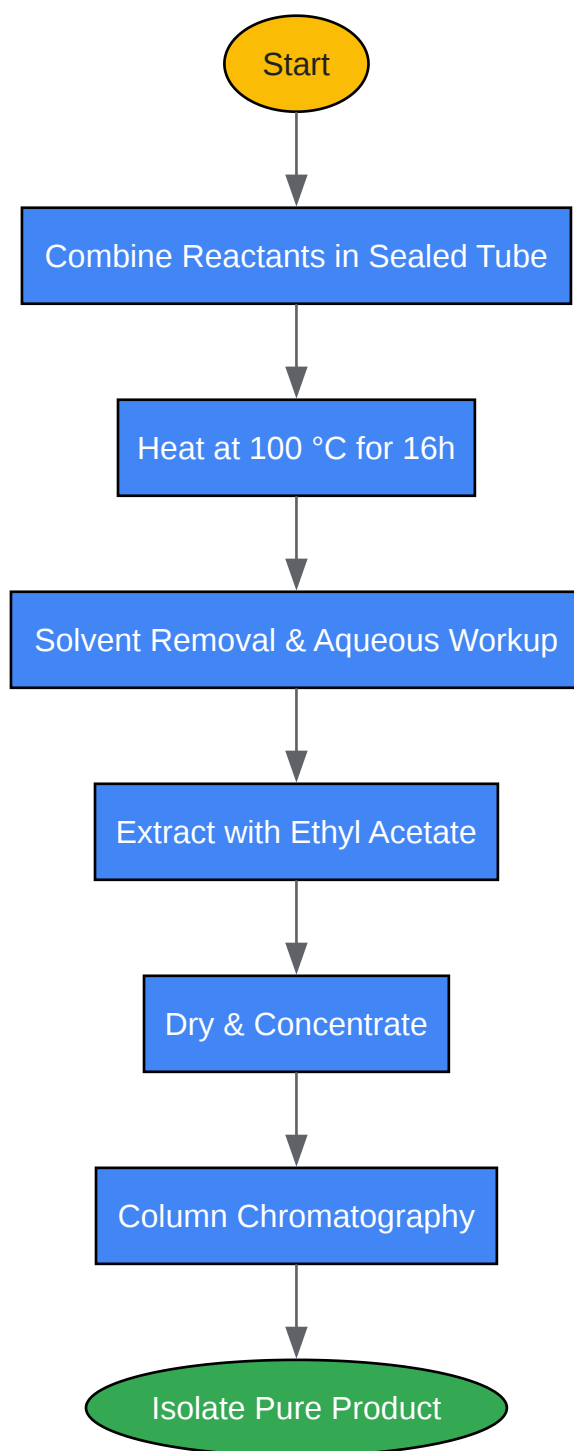 Start
Combine Reactants in Sealed Tube
Heat at 100 °C for 16h
Solvent Removal & Aqueous Workup
Extract with Ethyl Acetate
Dry & Concentrate
Column Chromatography
Isolate Pure Product